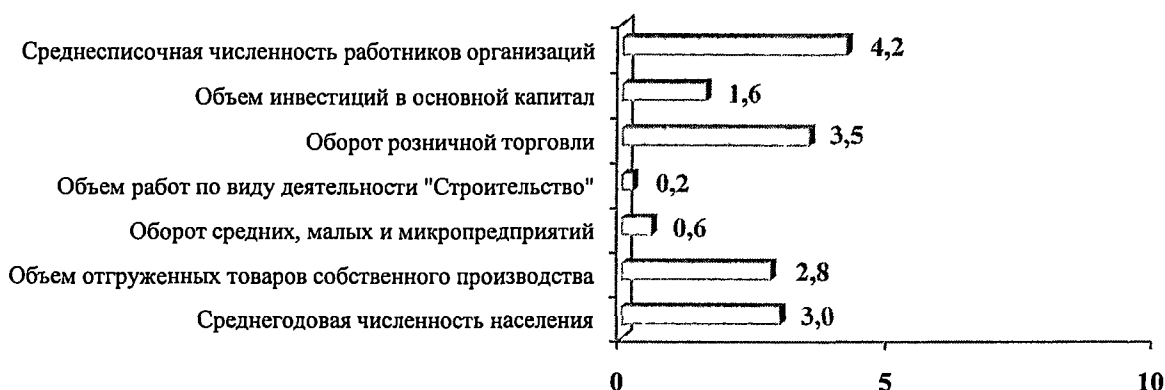 Среднесписочная численность работников организаций 4,2
Объем инвестиций в основной капитал 1,6
Оборот розничной торговли 3,5
Объем работ по виду деятельности "Строительство" 0,2
Оборот средних, малых и микропредприятий 0,6
Объем отгруженных товаров собственного производства 2,8
Среднегодовая численность населения 3,0
0 5 10